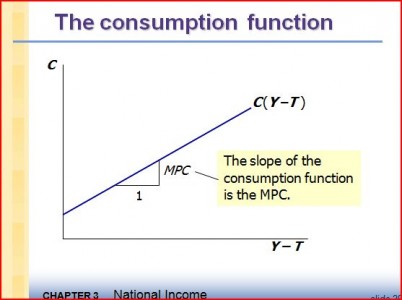 The consumption function
C
C(Y–T)
MPC
1
The slope of the
consumption function
is the MPC.
Y – T
CHAPTER 3 National Income
slide